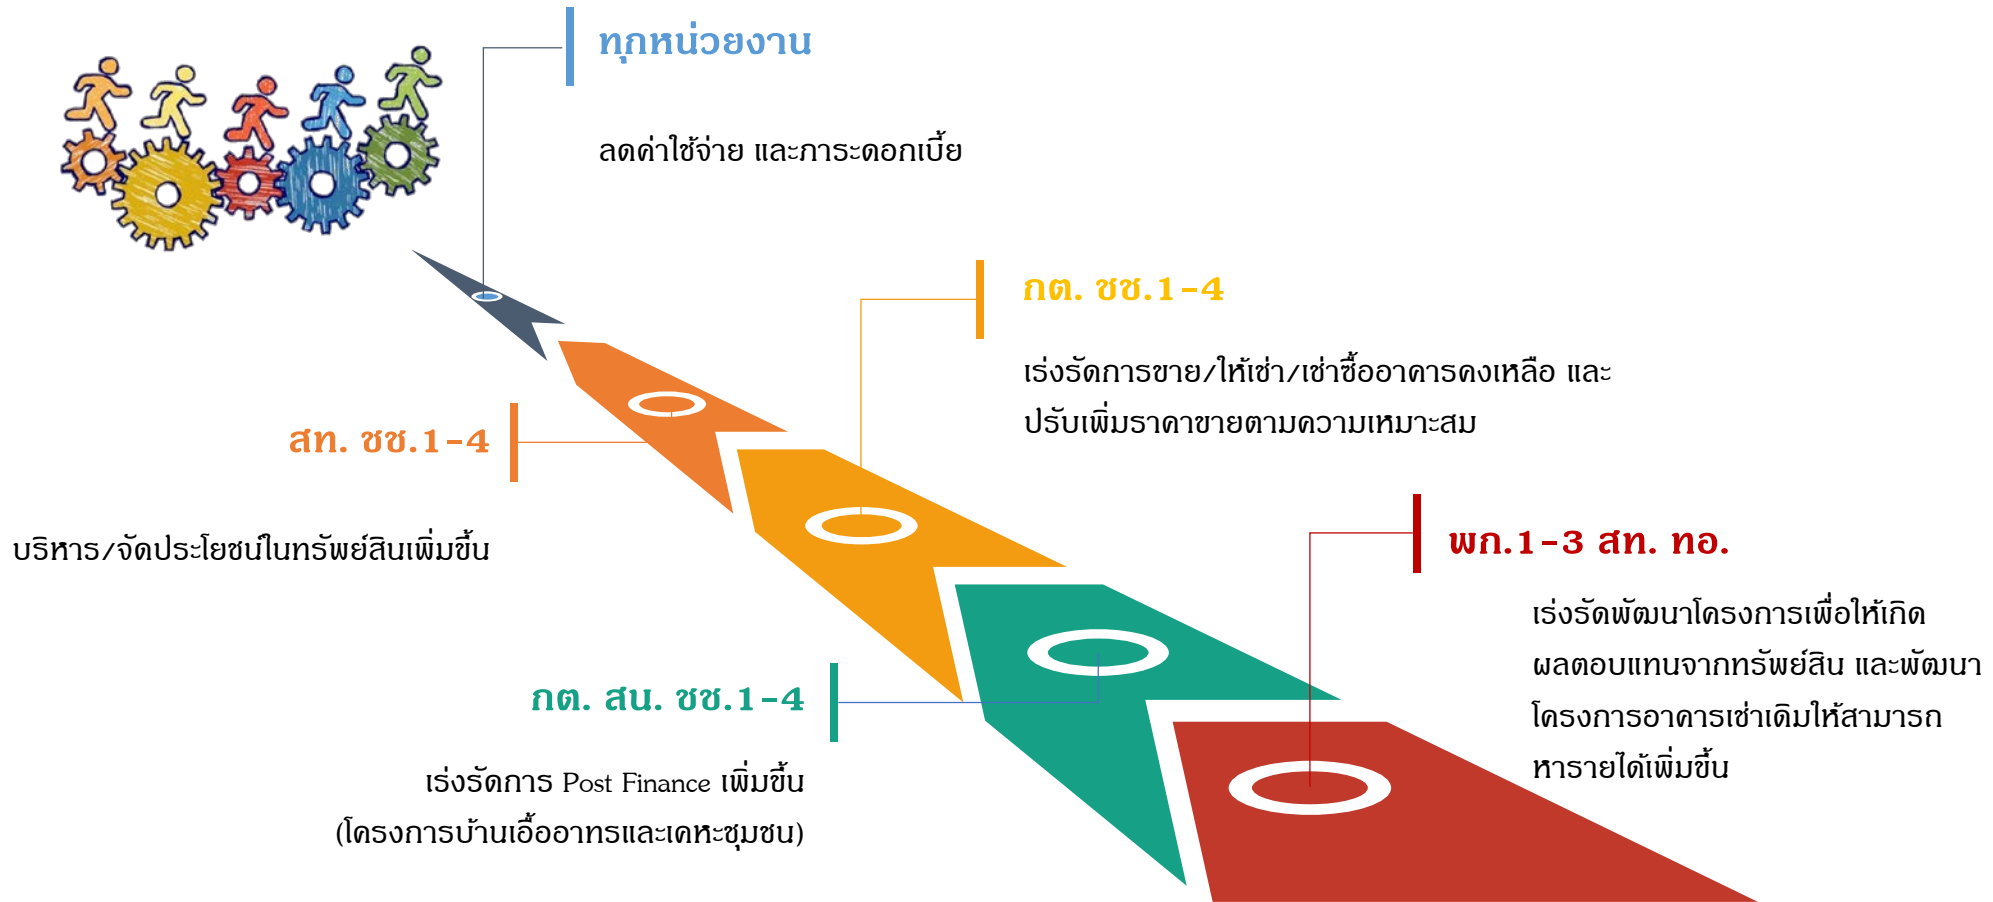 ทุกหน่วยงาน
ลดค่าใช้จ่าย และภาระดอกเบี้ย
กต. ชช.1-4
เร่งรัดการขาย/ให้เช่า/เช่าซื้ออาคารคงเหลือ และ
ปรับเพิ่มราคาขายตามความเหมาะสม
สท. ชช.1-4
บริหาร/จัดประโยชน์ในทรัพย์สินเพิ่มขึ้น
พก.1-3 สท. ทอ.
เร่งรัดพัฒนาโครงการเพื่อให้เกิด
ผลตอบแทนจากทรัพย์สิน และพัฒนา
โครงการอาคารเช่าเดิมให้สามารถ
หารายได้เพิ่มขึ้น
กต. สน. ชช.1-4
เร่งรัดการ Post Finance เพิ่มขึ้น
(โครงการบ้านเอื้ออาทรและเคหะชุมชน)